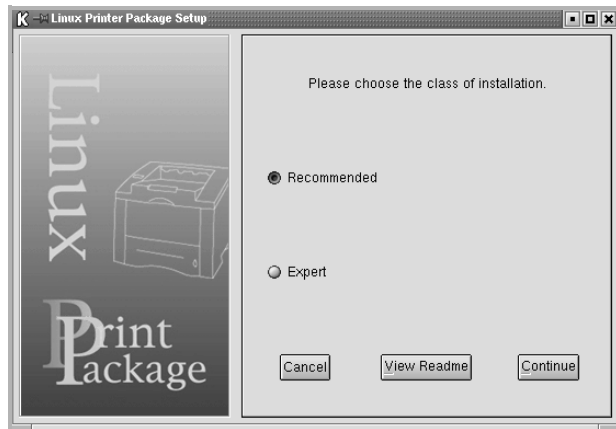 Linux Printer Package Setup
Linux
Print
Package
Please choose the class of installation.
Recommended
Expert
Cancel
View Readme
Continue